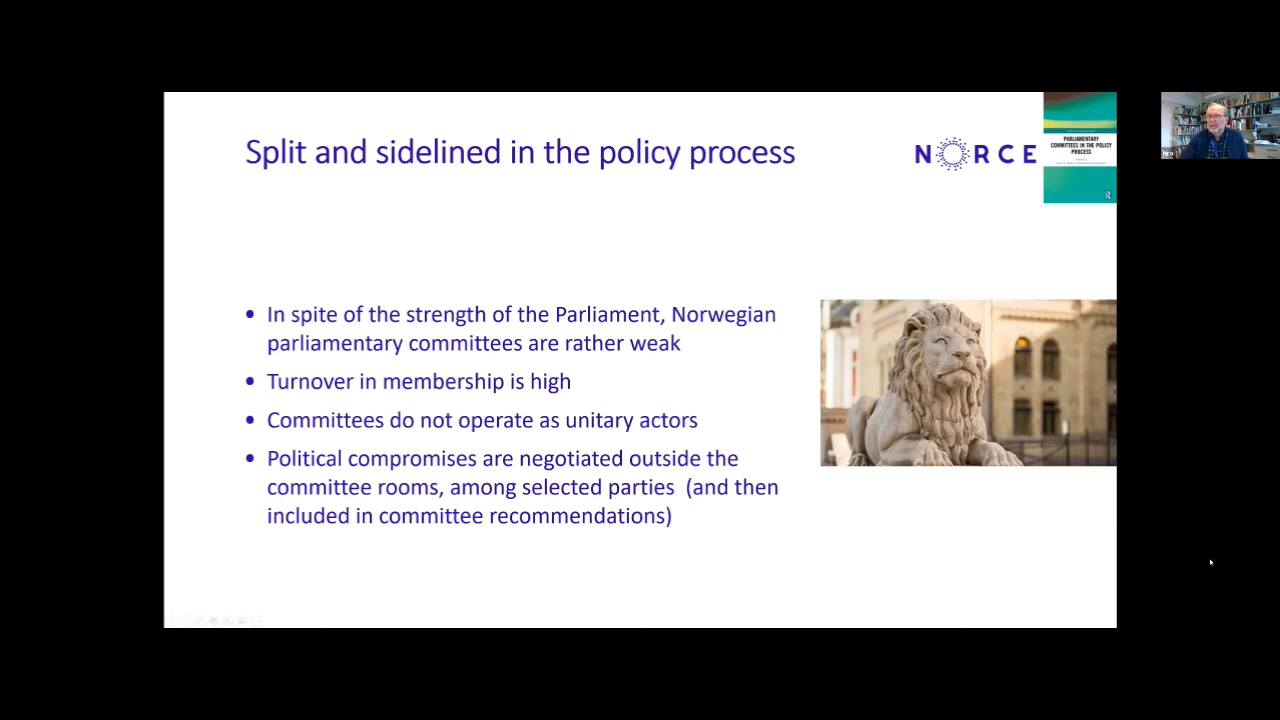 Split and sidelined in the policy process
NORCE
PARLIAMENTARY
COMMITTEES IN THE POLICY
PROCESS
R
• In spite of the strength of the Parliament, Norwegian
parliamentary committees are rather weak
• Turnover in membership is high
• Committees do not operate as unitary actors
• Political compromises are negotiated outside the
committee rooms, among selected parties (and then
included in committee recommendations)